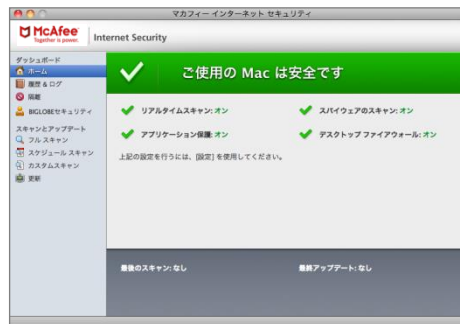 マカフィー インターネット セキュリティ
McAfee
Together is power.
Internet Security
ダッシュボード
ホーム
履歴 & ログ
隔離
BIGLOBEセキュリティ
スキャンとアップデート
フル スキャン
スケジュール スキャン
カスタムスキャン
更新
ご使用の Mac は安全です
リアルタイムスキャン: オン
スパイウェアのスキャン: オン
アプリケーション保護: オン
デスクトップ ファイアウォール: オン
上記の設定を行うには、[設定] を使用してください。
最後のスキャン: なし
最終アップデート: なし